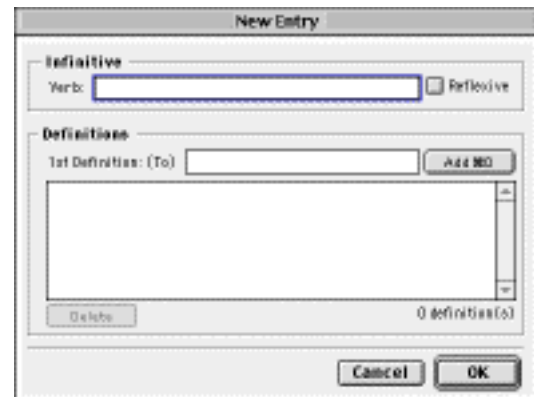 New Entry
Infinitive
Verb:
Reflexive
Definitions
1st Definition: (To)
Add
Delete
0 definition(s)
Cancel
OK